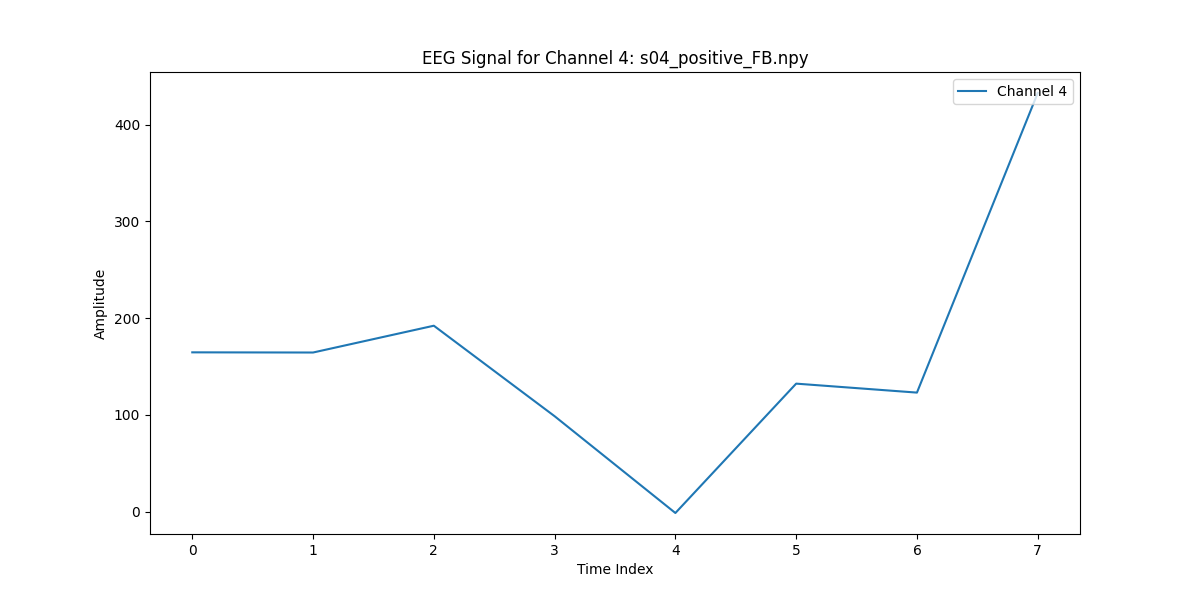 EEG Signal for Channel 4: s04_positive_FB.npy
Channel 4
400
300
200
100
0
Amplitude
0 1 2 3 4 5 6 7
Time Index